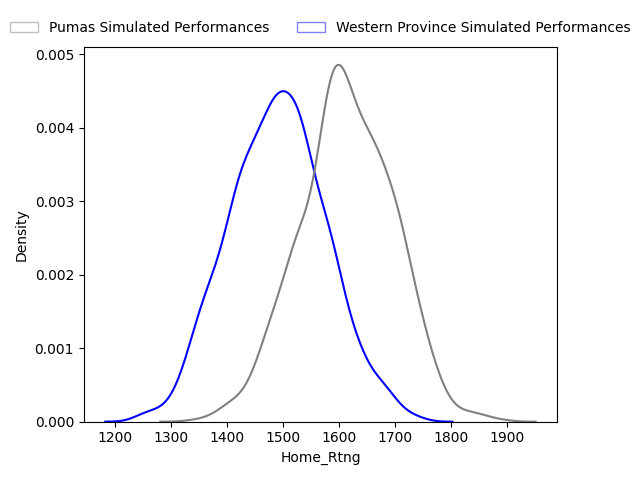 Pumas Simulated Performances Western Province Simulated Performances
0.005
0.004
0.003
0.002
0.001
0.000
Density
1200 1300 1400 1500 1600 1700 1800 1900
Home_Rtng